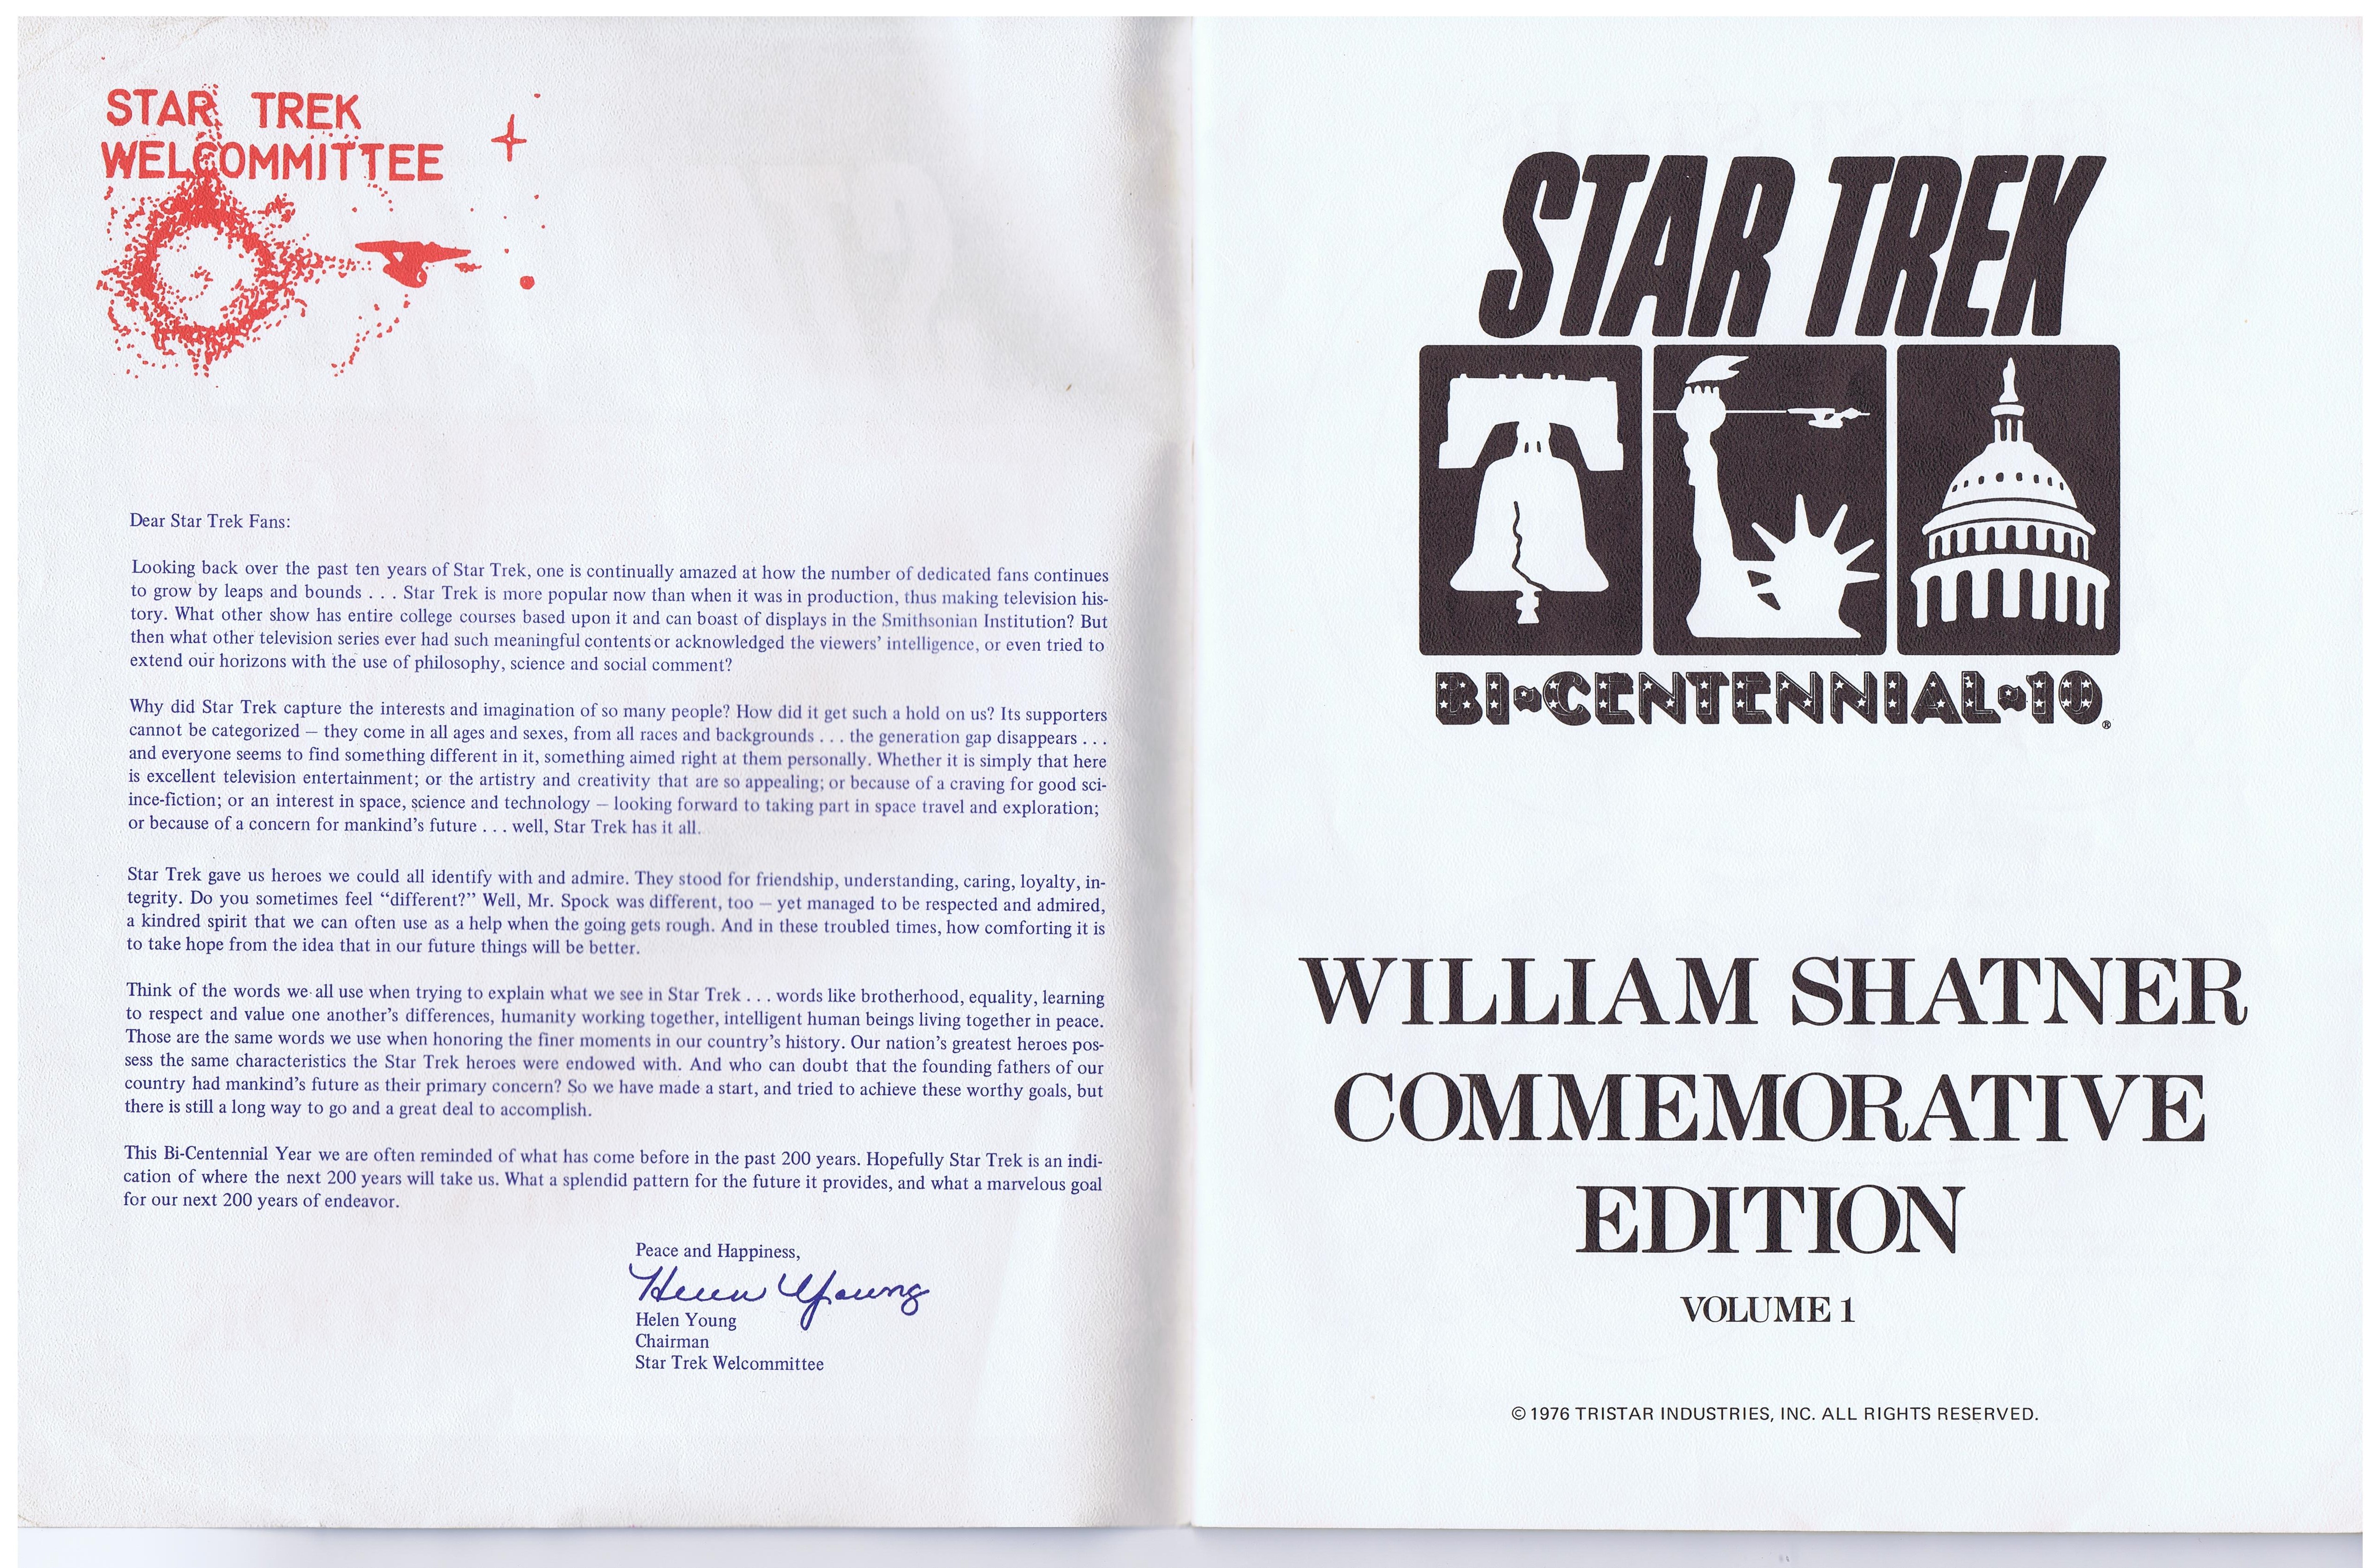 STAR TREK
WELCOMMITTEE
Dear Star Trek Fans:
Looking back over the past ten years of Star Trek, one is continually amazed at how the number of dedicated fans continues
to grow by leaps and bounds . . . Star Trek is more popular now than when it was in production, thus making television his-
tory. What other show has entire college courses based upon it and can boast of displays in the Smithsonian Institution? But
then what other television series ever had such meaningful contents or acknowledged the viewers' intelligence, or even tried to
extend our horizons with the use of philosophy, science and social comment?
Why did Star Trek capture the interests and imagination of so many people? How did it get such a hold on us? Its supporters
cannot be categorized – they come in all ages and sexes, from all races and backgrounds . . . the generation gap disappears . . .
and everyone seems to find something different in it, something aimed right at them personally. Whether it is simply that here
is excellent television entertainment; or the artistry and creativity that are so appealing; or because of a craving for good sci-
ince-fiction; or an interest in space, science and technology – looking forward to taking part in space travel and exploration;
or because of a concern for mankind's future . . . well, Star Trek has it all.
Star Trek gave us heroes we could all identify with and admire. They stood for friendship, understanding, caring, loyalty, in-
tegrity. Do you sometimes feel "different?" Well, Mr. Spock was different, too – yet managed to be respected and admired,
a kindred spirit that we can often use as a help when the going gets rough. And in these troubled times, how comforting it is
to take hope from the idea that in our future things will be better.
Think of the words we all use when trying to explain what we see in Star Trek . . . words like brotherhood, equality, learning
to respect and value one another's differences, humanity working together, intelligent human beings living together in peace.
Those are the same words we use when honoring the finer moments in our country's history. Our nation's greatest heroes pos-
sess the same characteristics the Star Trek heroes were endowed with. And who can doubt that the founding fathers of our
country had mankind's future as their primary concern? So we have made a start, and tried to achieve these worthy goals, but
there is still a long way to go and a great deal to accomplish.
This Bi-Centennial Year we are often reminded of what has come before in the past 200 years. Hopefully Star Trek is an indi-
cation of where the next 200 years will take us. What a splendid pattern for the future it provides, and what a marvelous goal
for our next 200 years of endeavor.
Peace and Happiness,
Helen Young
Helen Young
Chairman
Star Trek Welcommittee
STAR TREK
BI★CENTENNIAL★10®
WILLIAM SHATNER
COMMEMORATIVE
EDITION
VOLUME 1
© 1976 TRISTAR INDUSTRIES, INC. ALL RIGHTS RESERVED.